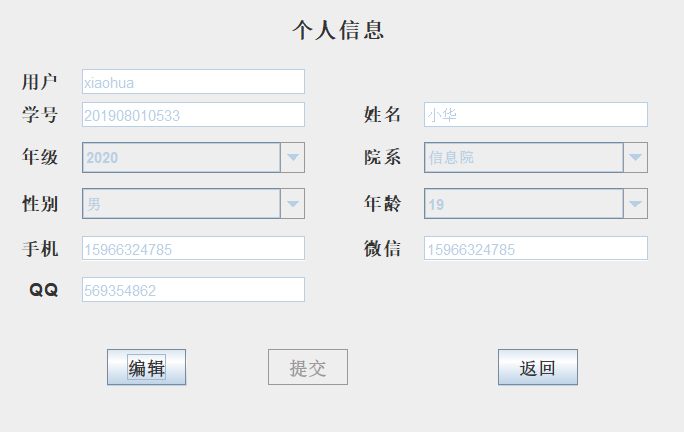 个人信息
用户 xiaohua
学号 201908010533 姓名 小华
年级 2020 院系 信息院
性别 男 年龄 19
手机 15966324785 微信 15966324785
QQ 569354862
编辑 提交 返回